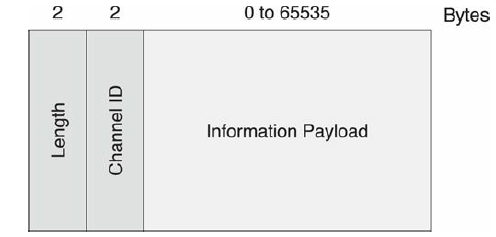 2 2 0 to 65535 Bytes
Length
Channel ID
Information Payload